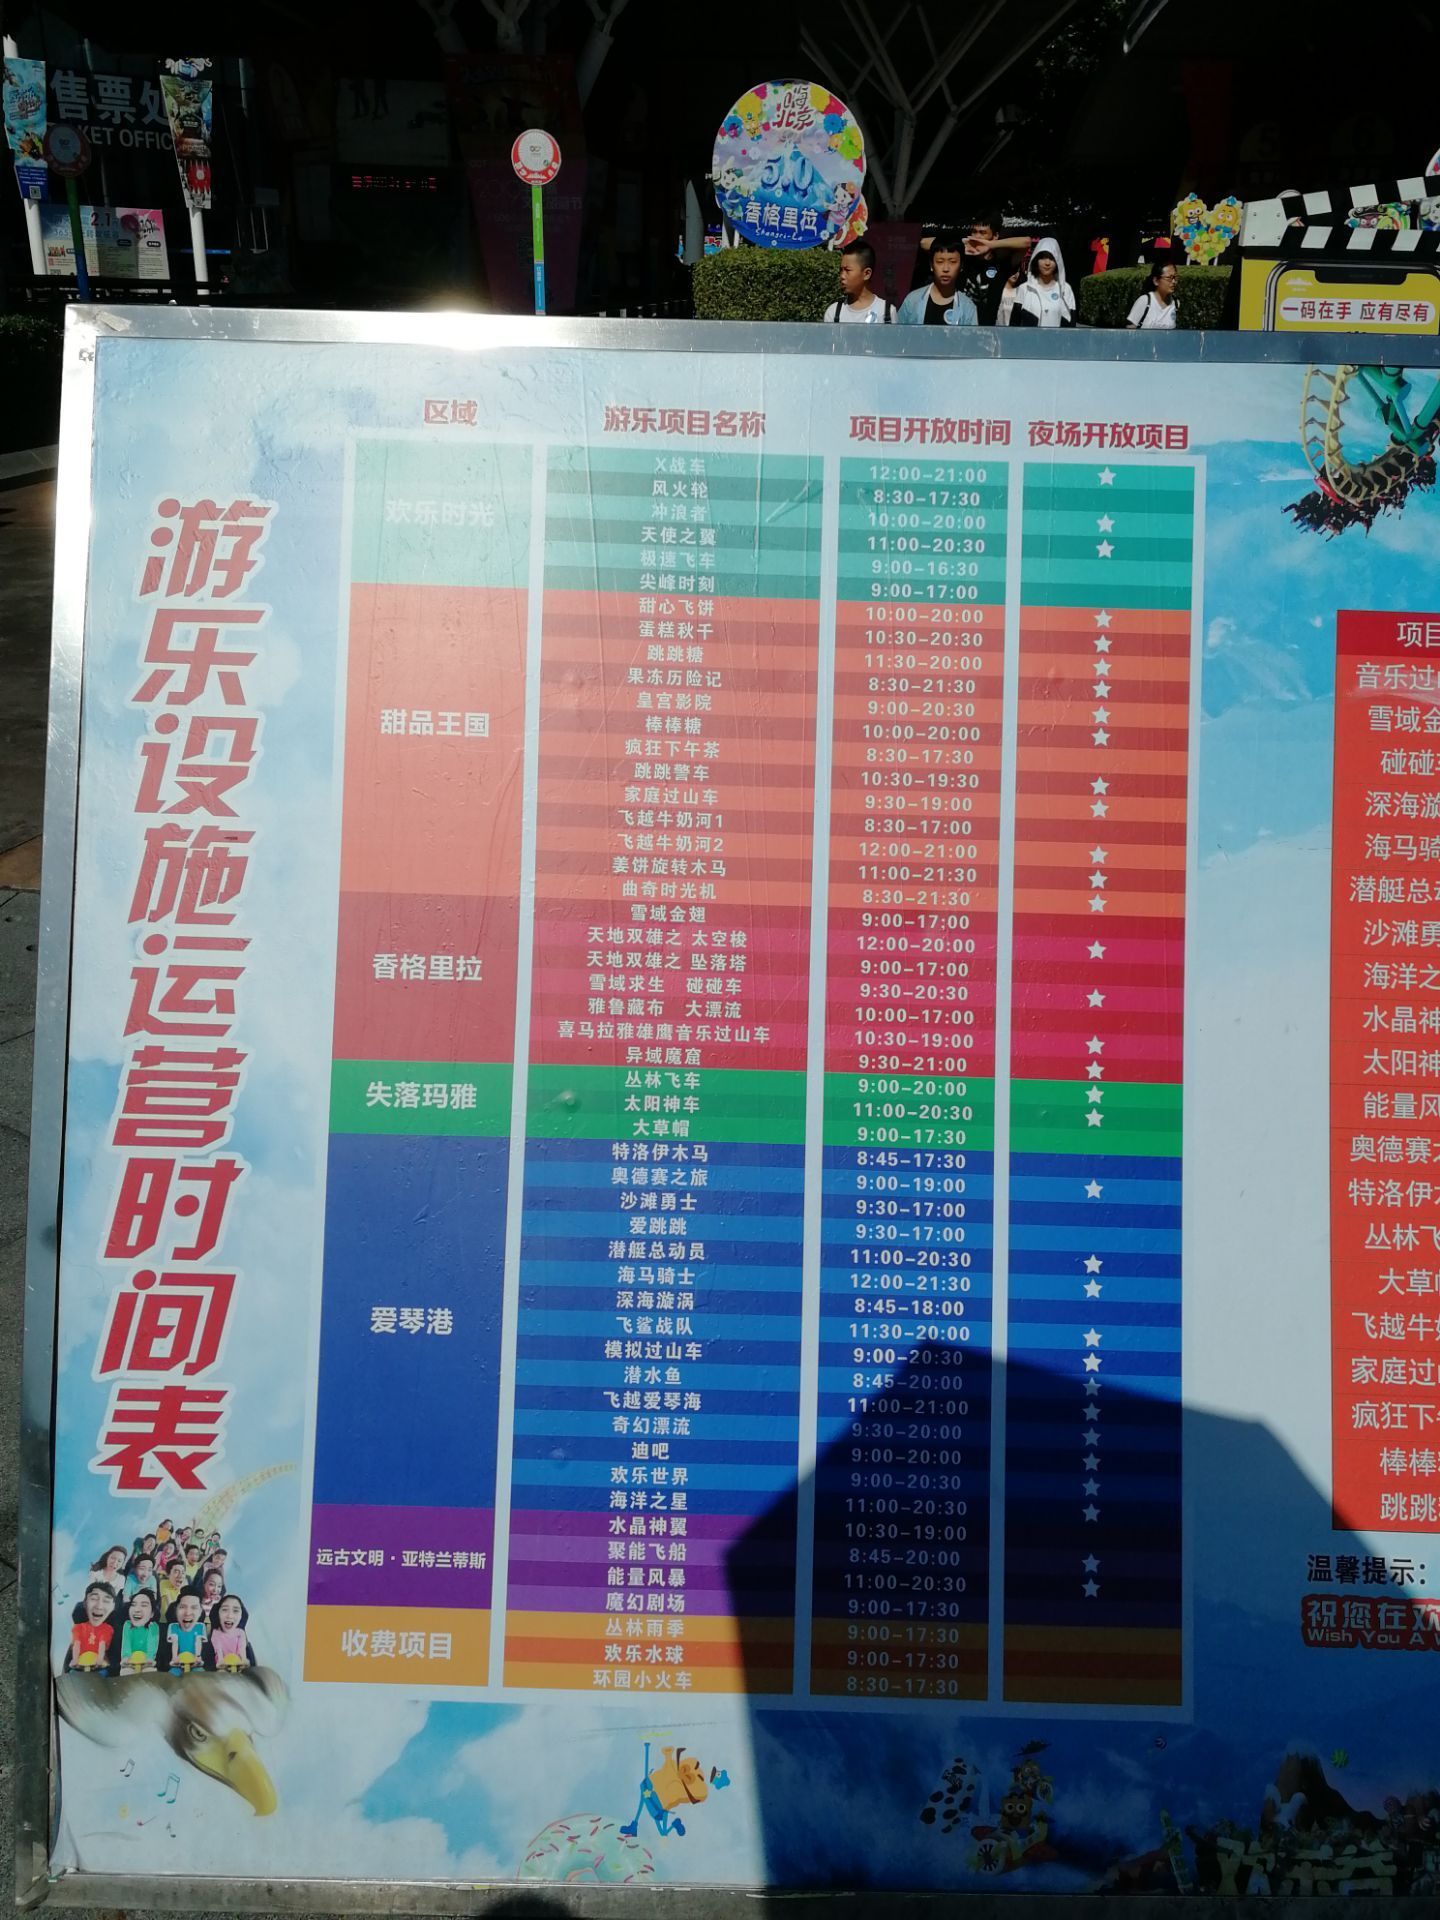 售票处
嗨
北京
5.0
香格里拉
Shangri-La
一码在手 应有尽有
游乐设施运营时间表
区域 游乐项目名称 项目开放时间 夜场开放项目
欢乐时光
X战车 12:00-21:00 ★
风火轮 8:30-17:30
冲浪者 10:00-20:00 ★
天使之翼 11:00-20:30 ★
极速飞车 9:00-16:30
尖峰时刻 9:00-17:00
甜品王国
甜心飞饼 10:00-20:00 ★
蛋糕秋千 10:30-20:30 ★
跳跳糖 11:30-20:00 ★
果冻历险记 8:30-21:30 ★
皇宫影院 9:00-20:30 ★
棒棒糖 10:00-20:00 ★
疯狂下午茶 8:30-17:30
跳跳警车 10:30-19:30 ★
家庭过山车 9:30-19:00 ★
飞越牛奶河1 8:30-17:00
飞越牛奶河2 12:00-21:00 ★
姜饼旋转木马 11:00-21:30 ★
曲奇时光机 8:30-21:30 ★
香格里拉
雪域金翅 9:00-17:00
天地双雄之 太空梭 12:00-20:00 ★
天地双雄之 坠落塔 9:00-17:00
雪域求生 碰碰车 9:30-20:30 ★
雅鲁藏布 大漂流 10:00-17:00
喜马拉雅雄鹰音乐过山车 10:30-19:00 ★
异域魔窟 9:30-21:00 ★
失落玛雅
丛林飞车 9:00-20:00 ★
太阳神车 11:00-20:30 ★
大草帽 9:00-17:30
爱琴港
特洛伊木马 8:45-17:30
奥德赛之旅 9:00-19:00 ★
沙滩勇士 9:30-17:00
爱跳跳 9:30-17:00
潜艇总动员 11:00-20:30 ★
海马骑士 12:00-21:30 ★
深海漩涡 8:45-18:00
飞鲨战队 11:30-20:00 ★
模拟过山车 9:00-20:30 ★
潜水鱼 8:45-20:00 ★
飞越爱琴海 11:00-21:00 ★
奇幻漂流 9:30-20:00 ★
迪吧 9:00-20:00 ★
欢乐世界 9:00-20:30 ★
海洋之星 11:00-20:30 ★
远古文明·亚特兰蒂斯
水晶神翼 10:30-19:00
聚能飞船 8:45-20:00 ★
能量风暴 11:00-20:30 ★
魔幻剧场 9:00-17:30
收费项目
丛林雨季 9:00-17:30
欢乐水球 9:00-17:30
环园小火车 8:30-17:30
项目
音乐过山
雪域金
碰碰车
深海漩
海马骑
潜艇总动
沙滩勇
海洋之
水晶神
太阳神
能量风
奥德赛之
特洛伊木
丛林飞
大草帽
飞越牛奶
家庭过山
疯狂下午
棒棒糖
跳跳糖
温馨提示：
祝您在欢
Wish You A
欢乐谷